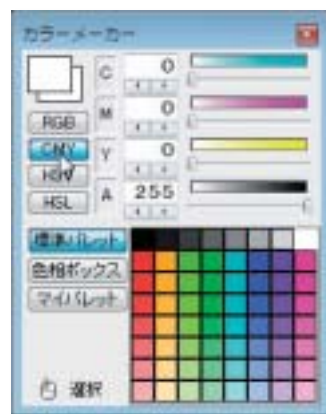 カラーメーカー
C 0
RGB
M 0
CMY
Y 0
HSV
HSL
A 255
標準パレット
色相ボックス
マイパレット
選択